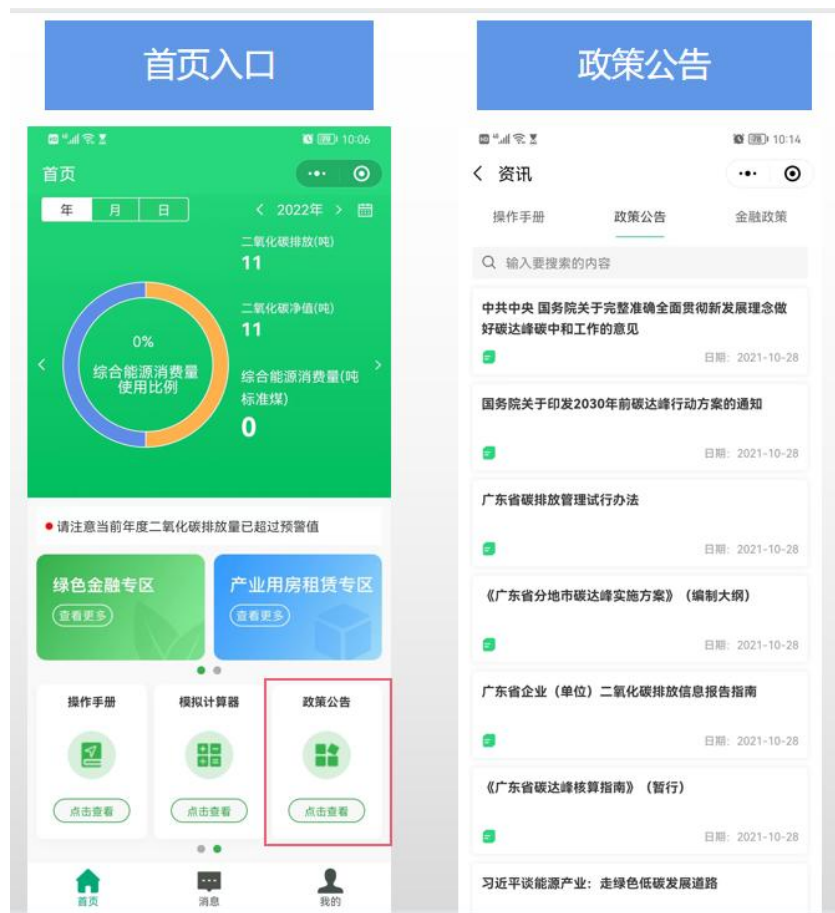 首页入口
政策公告
10:06
首页
年 月 日
2022年
二氧化碳排放(吨)
11
二氧化碳净值(吨)
11
0%
综合能源消费量
使用比例
综合能源消费量(吨
标准煤)
0
请注意当前年度二氧化碳排放量已超过预警值
绿色金融专区
查看更多
产业用房租赁专区
查看更多
操作手册
模拟计算器
政策公告
点击查看
点击查看
点击查看
首页
消息
我的
10:14
资讯
操作手册
政策公告
金融政策
输入要搜索的内容
中共中央 国务院关于完整准确全面贯彻新发展理念做
好碳达峰碳中和工作的意见
日期: 2021-10-28
国务院关于印发2030年前碳达峰行动方案的通知
日期: 2021-10-28
广东省碳排放管理试行办法
日期: 2021-10-28
《广东省分地市碳达峰实施方案》（编制大纲）
日期: 2021-10-28
广东省企业（单位）二氧化碳排放信息报告指南
日期: 2021-10-28
《广东省碳达峰核算指南》（暂行）
日期: 2021-10-28
习近平谈能源产业：走绿色低碳发展道路